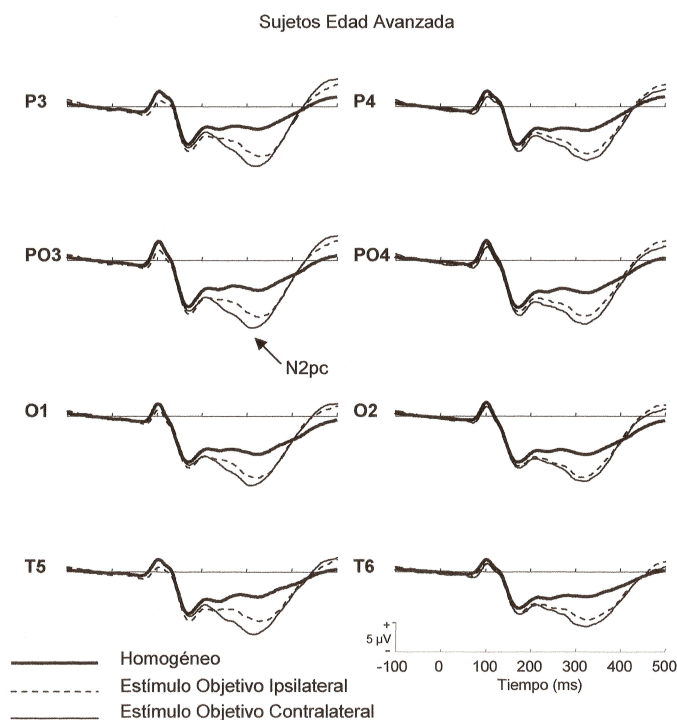 Sujetos Edad Avanzada
P3
P4
PO3
PO4
N2pc
O1
O2
T5
T6
+
5 µV
-
-100 0 100 200 300 400 500
Tiempo (ms)
Homogéneo
Estímulo Objetivo Ipsilateral
Estímulo Objetivo Contralateral